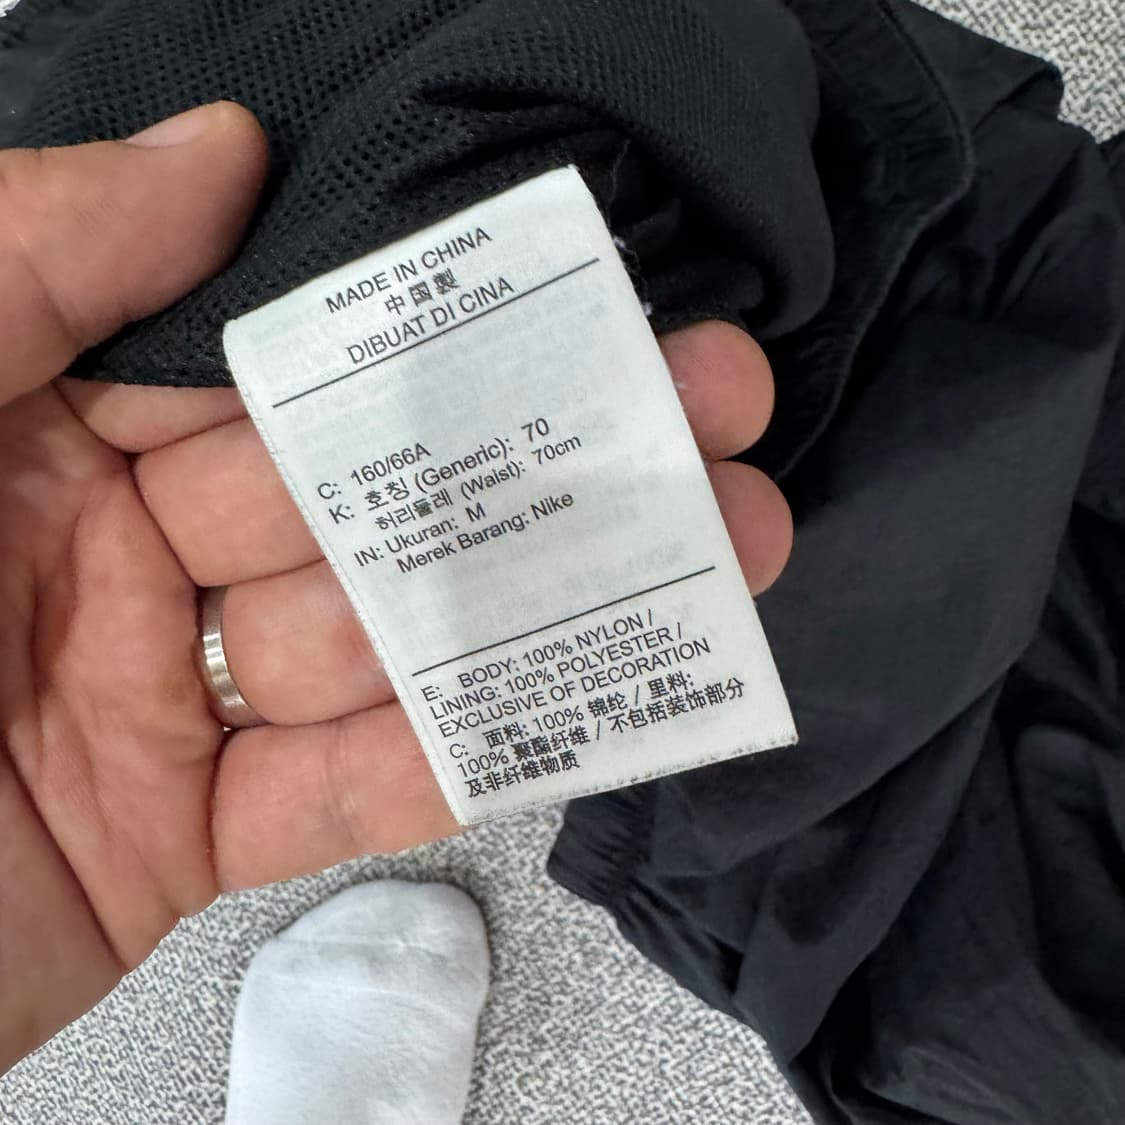 MADE IN CHINA
中国製
DIBUAT DI CINA
C: 160/66A
K: 호칭 (Generic): 70
허리둘레 (Waist): 70cm
IN: Ukuran: M
Merek Barang: Nike
E: BODY: 100% NYLON /
LINING: 100% POLYESTER /
EXCLUSIVE OF DECORATION
C: 面料: 100% 锦纶 / 里料:
100% 聚酯纤维 / 不包括装饰部分
及非纤维物质